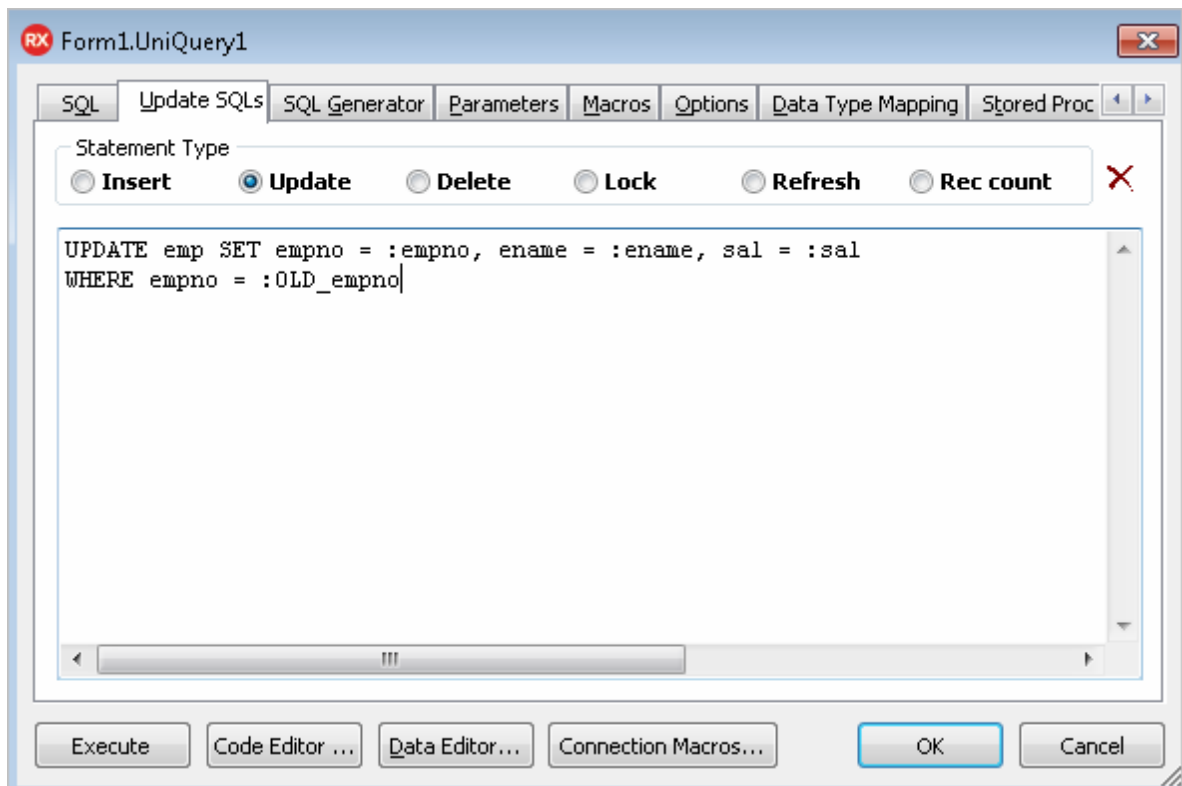 RX Form1.UniQuery1
SQL Update SQLs SQL Generator Parameters Macros Options Data Type Mapping Stored Proc
Statement Type
Insert Update Delete Lock Refresh Rec count
UPDATE emp SET empno = :empno, ename = :ename, sal = :sal
WHERE empno = :OLD_empno
Execute Code Editor ... Data Editor... Connection Macros... OK Cancel